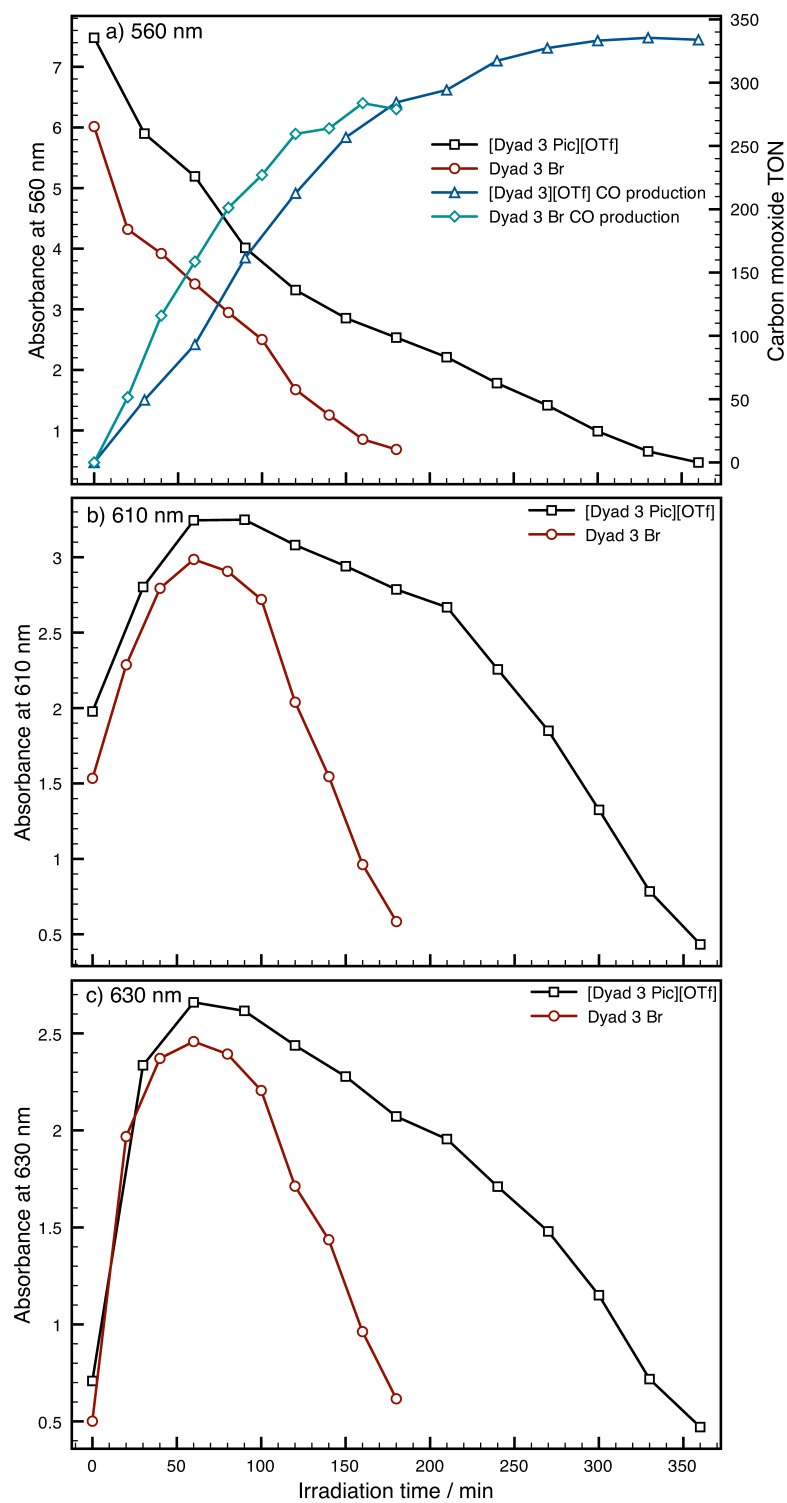 a) 560 nm
7
6
5
4
3
2
1
Absorbance at 560 nm
350
300
250
200
150
100
50
0
Carbon monoxide TON
[Dyad 3 Pic][OTf]
Dyad 3 Br
[Dyad 3][OTf] CO production
Dyad 3 Br CO production
b) 610 nm
3
2.5
2
1.5
1
0.5
Absorbance at 610 nm
[Dyad 3 Pic][OTf]
Dyad 3 Br
c) 630 nm
2.5
2
1.5
1
0.5
Absorbance at 630 nm
[Dyad 3 Pic][OTf]
Dyad 3 Br
0 50 100 150 200 250 300 350
Irradiation time / min